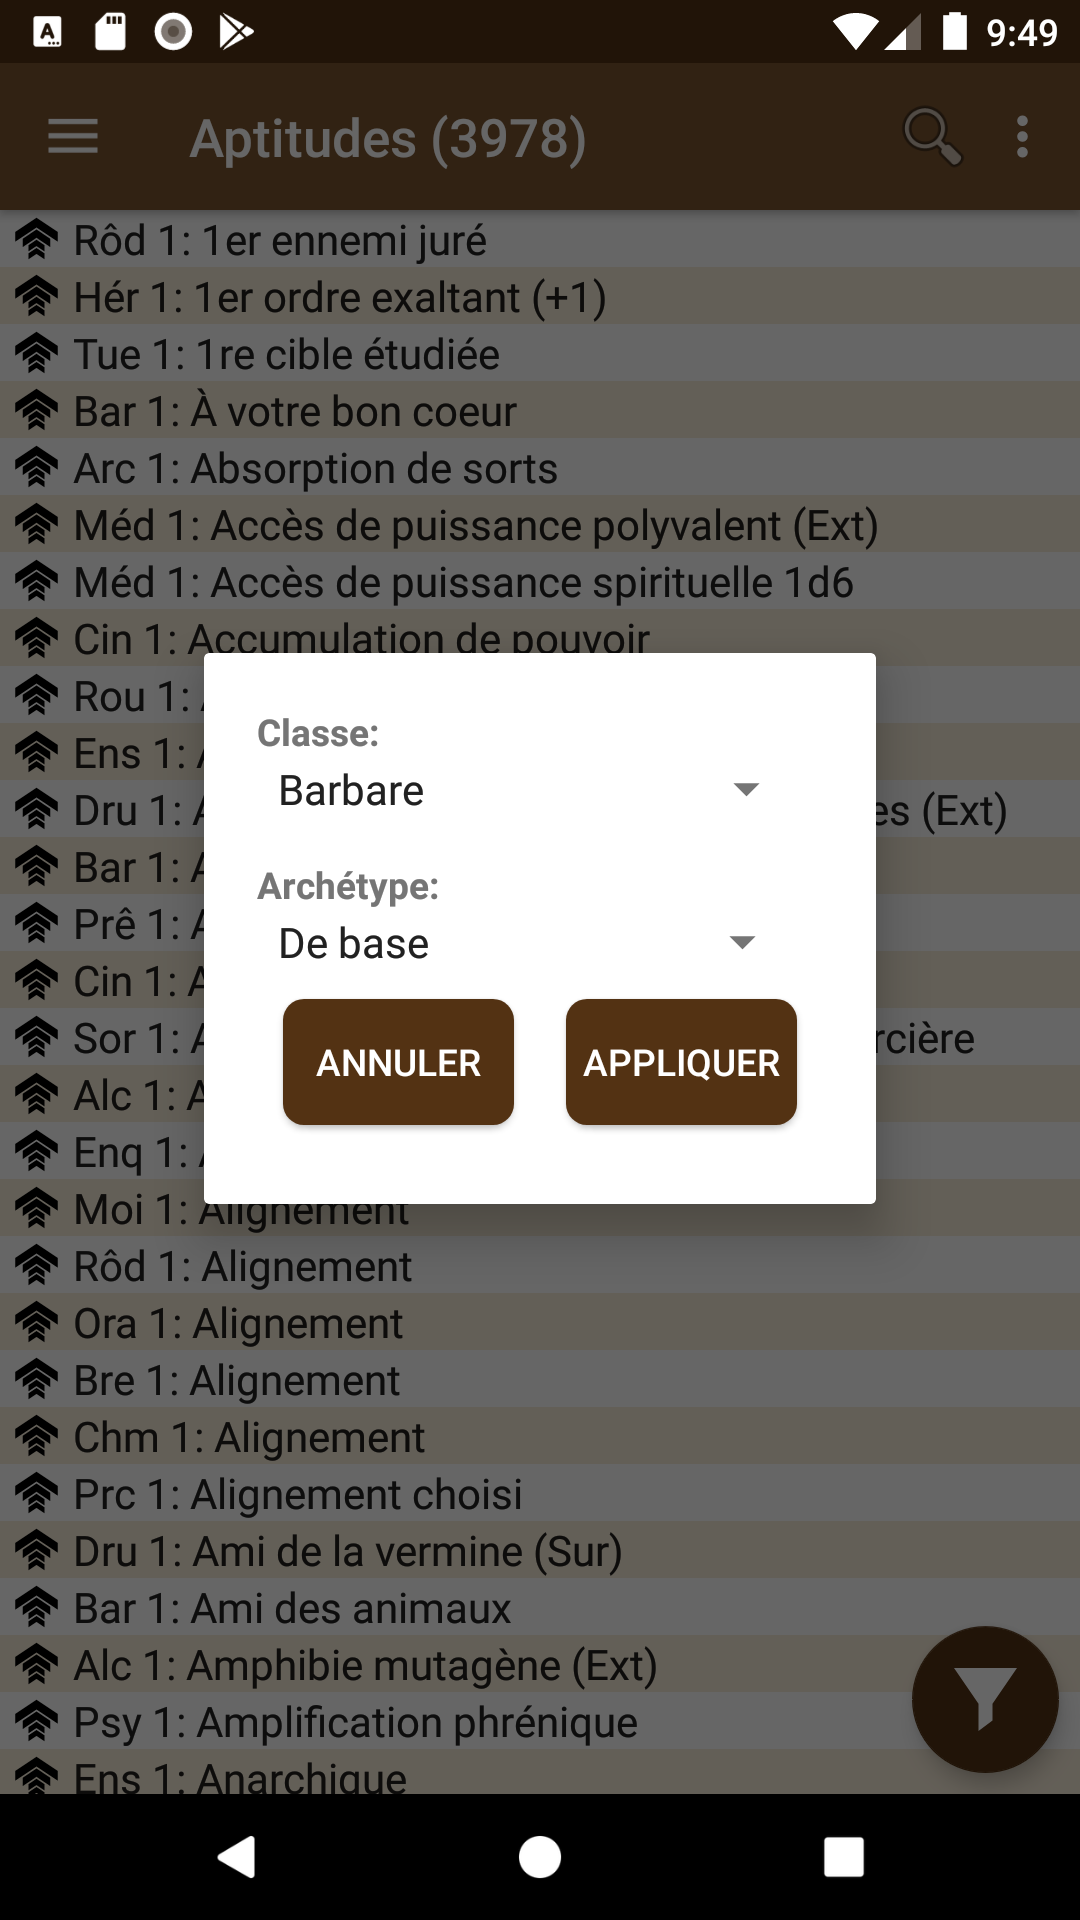 9:49
Aptitudes (3978)
Rôd 1: 1er ennemi juré
Hér 1: 1er ordre exaltant (+1)
Tue 1: 1re cible étudiée
Bar 1: À votre bon coeur
Arc 1: Absorption de sorts
Méd 1: Accès de puissance polyvalent (Ext)
Méd 1: Accès de puissance spirituelle 1d6
Cin 1: Accumulation de pouvoir
Rou 1:
Ens 1:
Dru 1: es (Ext)
Bar 1:
Prê 1:
Cin 1:
Sor 1: rcière
Alc 1:
Enq 1:
Classe:
Barbare
Archétype:
De base
ANNULER APPLIQUER
Moi 1: Alignement
Rôd 1: Alignement
Ora 1: Alignement
Bre 1: Alignement
Chm 1: Alignement
Prc 1: Alignement choisi
Dru 1: Ami de la vermine (Sur)
Bar 1: Ami des animaux
Alc 1: Amphibie mutagène (Ext)
Psy 1: Amplification phrénique
Ens 1: Anarchique